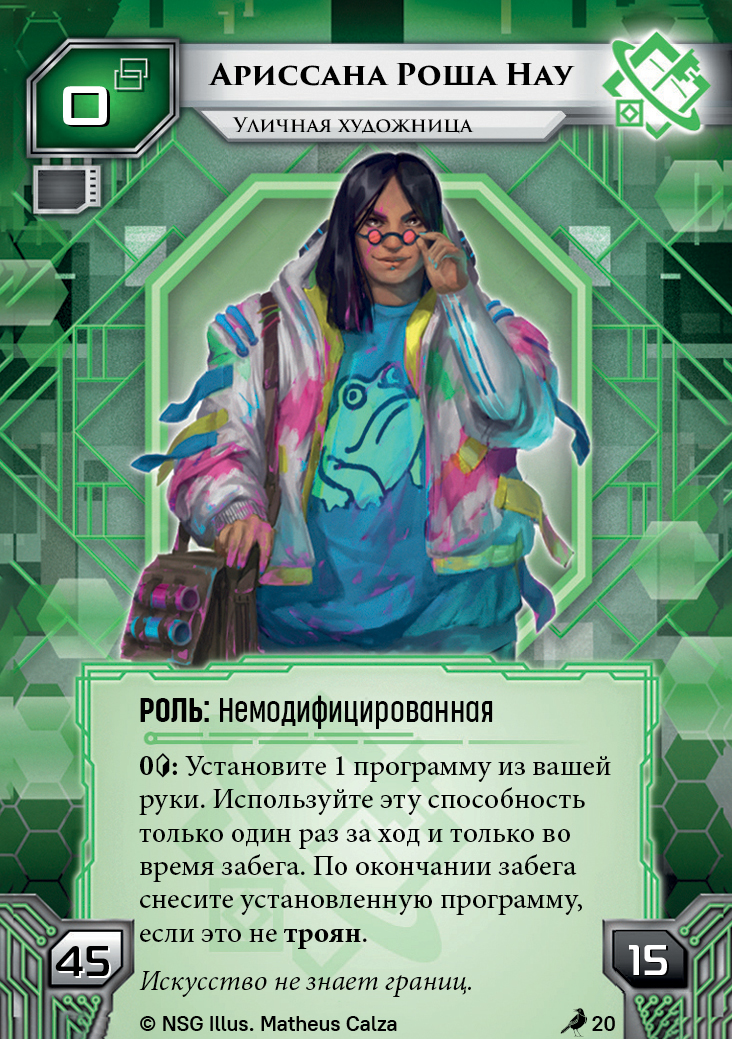 0
Ариссана Роша Нау
Уличная художница
РОЛЬ: Немодифицированная
0: Установите 1 программу из вашей
руки. Используйте эту способность
только один раз за ход и только во
время забега. По окончании забега
снесите установленную программу,
если это не троян.
45
15
Искусство не знает границ.
© NSG Illus. Matheus Calza
20